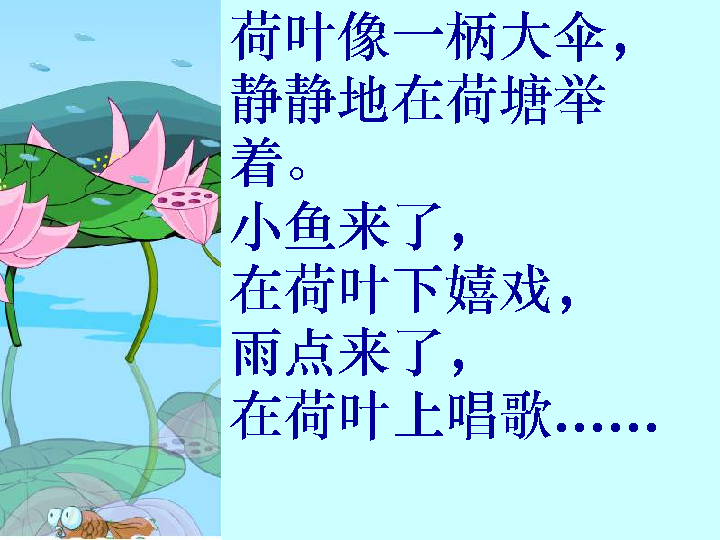 荷叶像一柄大伞，
静静地在荷塘举
着。
小鱼来了，
在荷叶下嬉戏，
雨点来了，
在荷叶上唱歌……